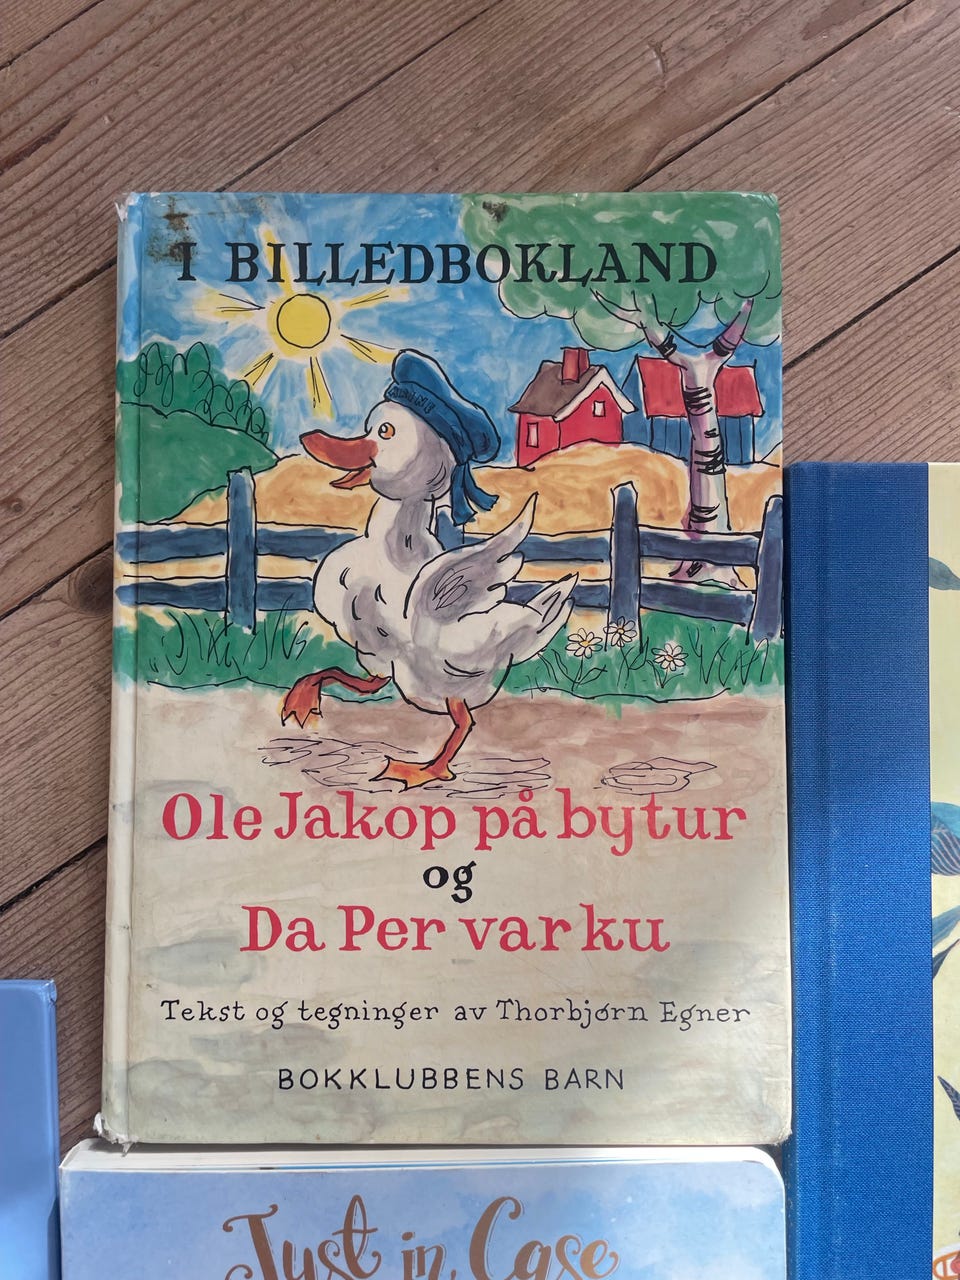 I BILLEDBOKLAND
Ole Jakop på bytur
og
Da Per var ku
Tekst og tegninger av Thorbjørn Egner
BOKKLUBBENS BARN
Just in Case